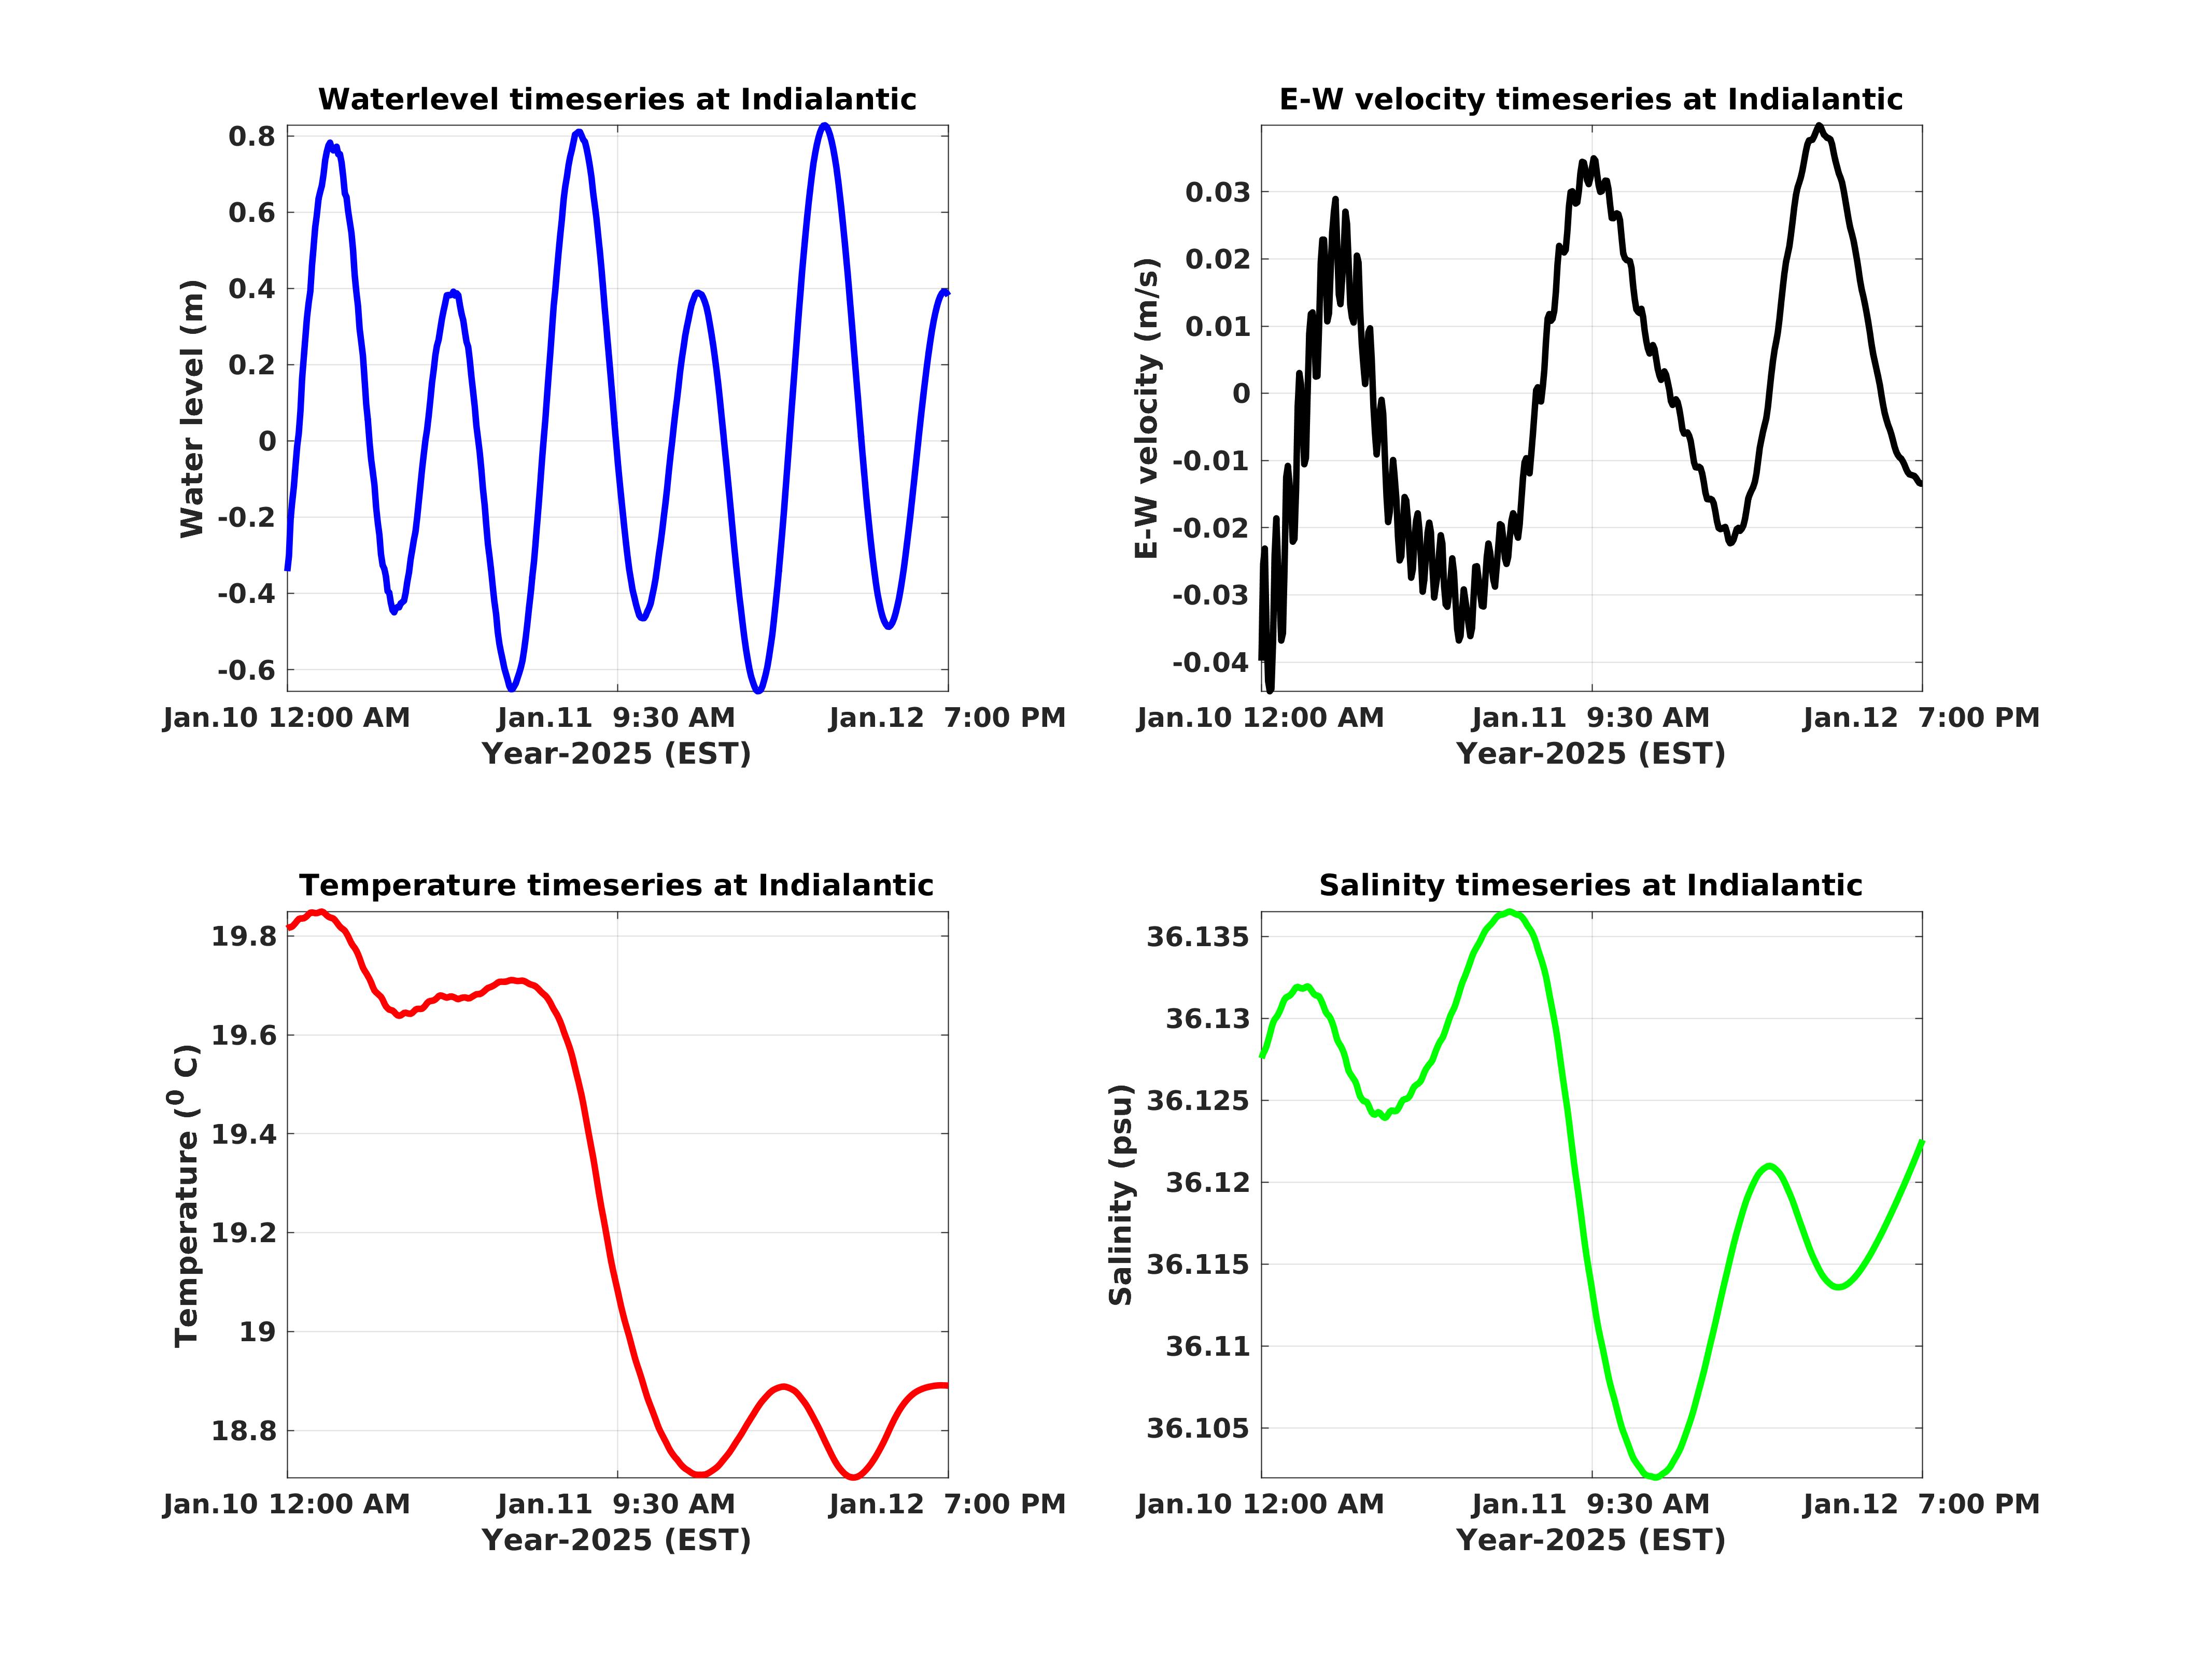 Waterlevel timeseries at Indialantic
0.8
0.6
0.4
0.2
0
-0.2
-0.4
-0.6
Water level (m)
Jan.10 12:00 AM
Jan.11 9:30 AM
Jan.12 7:00 PM
Year-2025 (EST)
E-W velocity timeseries at Indialantic
0.03
0.02
0.01
0
-0.01
-0.02
-0.03
-0.04
E-W velocity (m/s)
Jan.10 12:00 AM
Jan.11 9:30 AM
Jan.12 7:00 PM
Year-2025 (EST)
Temperature timeseries at Indialantic
19.8
19.6
19.4
19.2
19
18.8
Temperature (⁰ C)
Jan.10 12:00 AM
Jan.11 9:30 AM
Jan.12 7:00 PM
Year-2025 (EST)
Salinity timeseries at Indialantic
36.135
36.13
36.125
36.12
36.115
36.11
36.105
Salinity (psu)
Jan.10 12:00 AM
Jan.11 9:30 AM
Jan.12 7:00 PM
Year-2025 (EST)